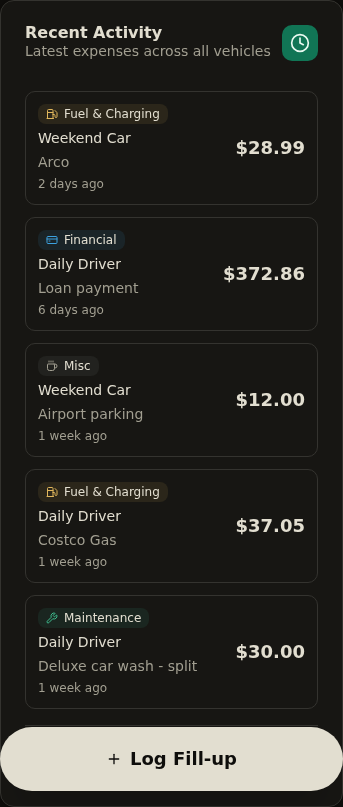 Recent Activity
Latest expenses across all vehicles
Fuel & Charging
Weekend Car
Arco
2 days ago
$28.99
Financial
Daily Driver
Loan payment
6 days ago
$372.86
Misc
Weekend Car
Airport parking
1 week ago
$12.00
Fuel & Charging
Daily Driver
Costco Gas
1 week ago
$37.05
Maintenance
Daily Driver
Deluxe car wash - split
1 week ago
$30.00
+ Log Fill-up